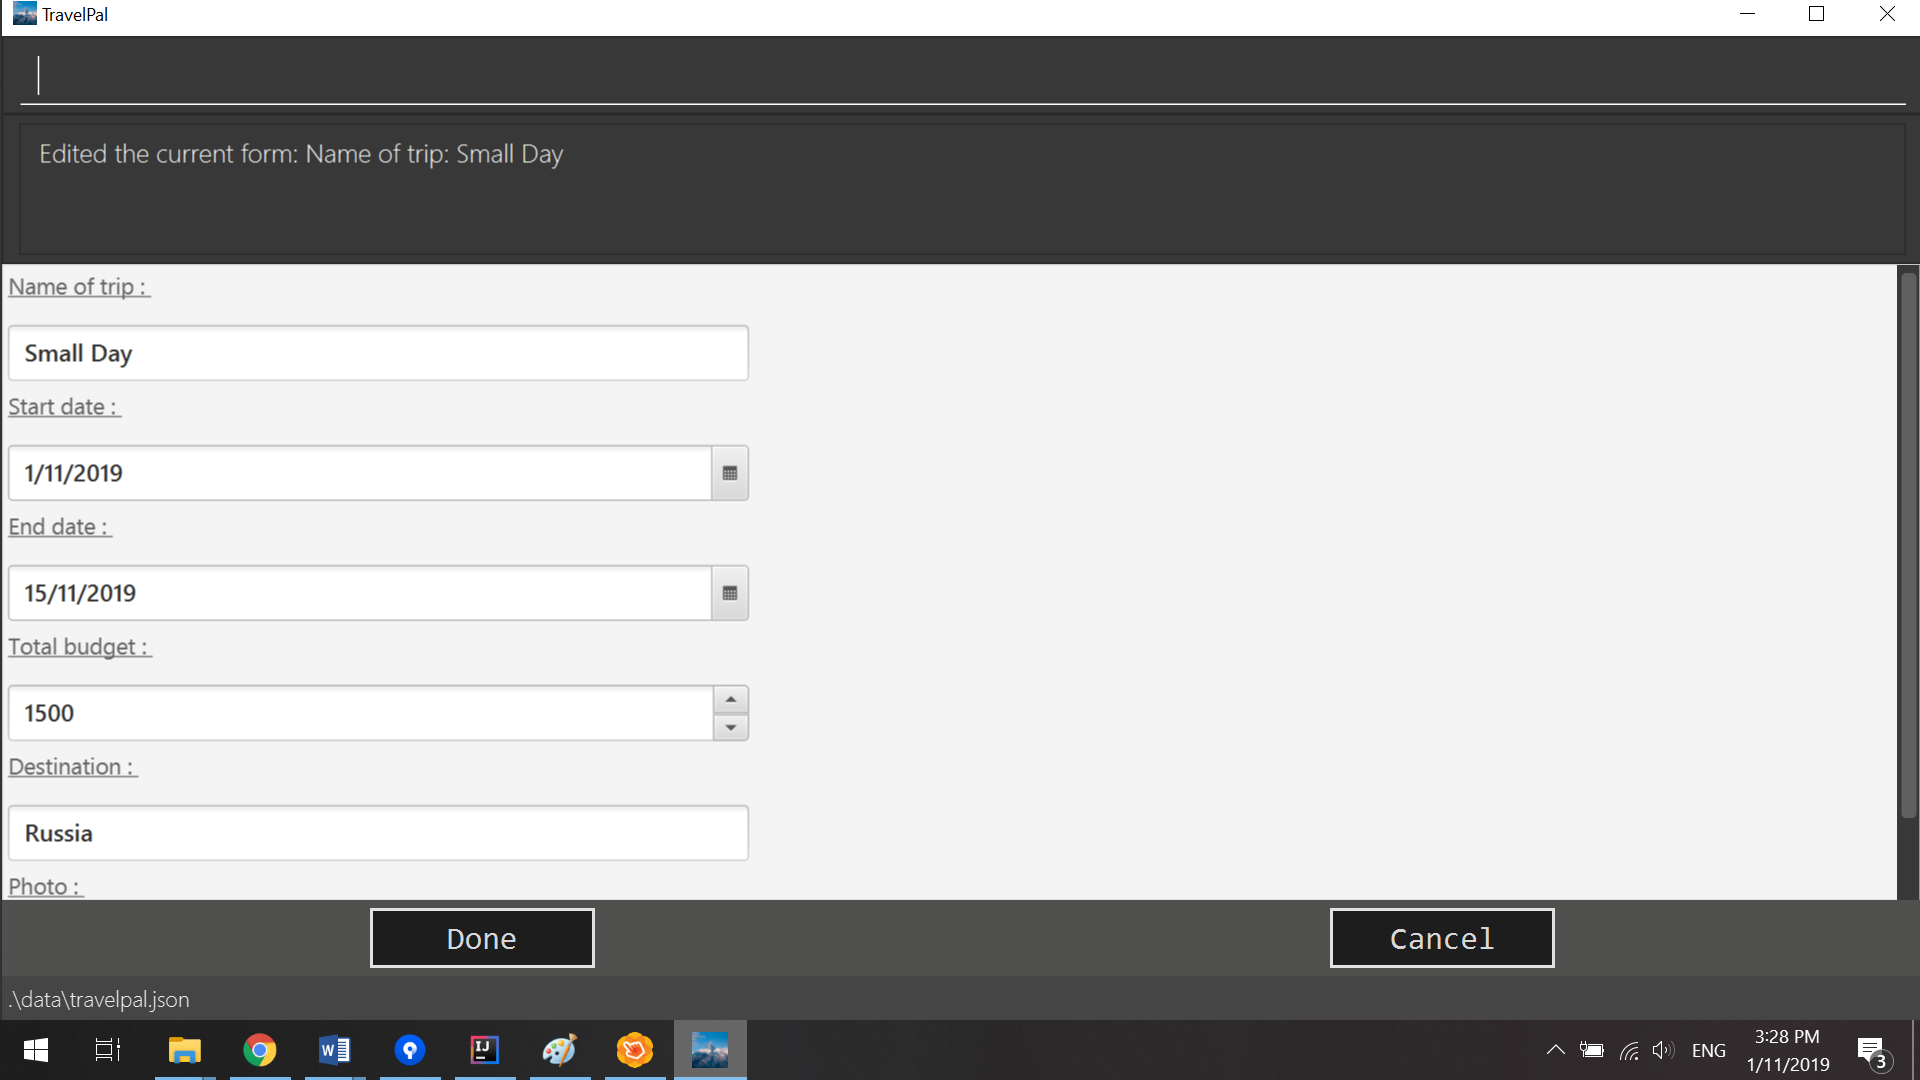 TravelPal
Edited the current form: Name of trip: Small Day
Name of trip :
Small Day
Start date :
1/11/2019
End date :
15/11/2019
Total budget :
1500
Destination :
Russia
Photo :
Done
Cancel
.\data\travelpal.json
W
IJ
ENG
3:28 PM
1/11/2019
3